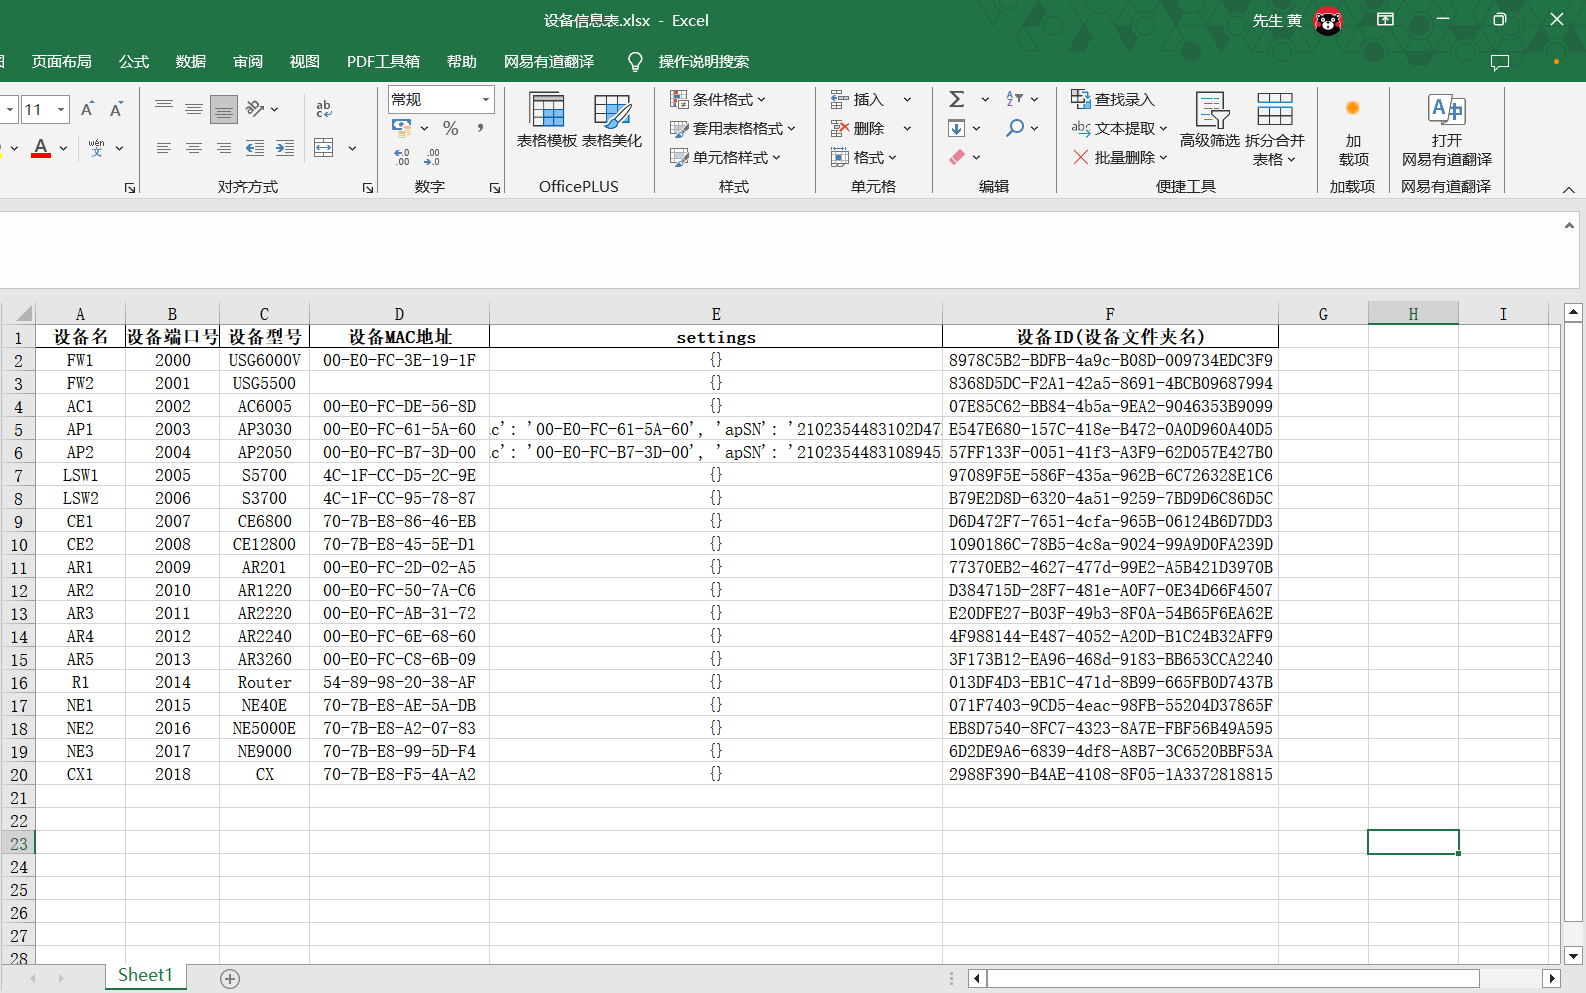 设备信息表.xlsx - Excel
先生 黄
页面布局 公式 数据 审阅 视图 PDF工具箱 帮助 网易有道翻译 操作说明搜索
11
常规
条件格式
套用表格格式
单元格样式
插入
删除
格式
查找录入
文本提取
批量删除
表格模板 表格美化
高级筛选 拆分合并表格
加载项
打开网易有道翻译
对齐方式 数字 OfficePLUS 样式 单元格 编辑 便捷工具 加载项 网易有道翻译
A B C D E F G H I
1 设备名 设备端口号 设备型号 设备MAC地址 settings 设备ID(设备文件夹名)
2 FW1 2000 USG6000V 00-E0-FC-3E-19-1F {} 8978C5B2-BDFB-4a9c-B08D-009734EDC3F9
3 FW2 2001 USG5500 {} 8368D5DC-F2A1-42a5-8691-4BCB09687994
4 AC1 2002 AC6005 00-E0-FC-DE-56-8D {} 07E85C62-BB84-4b5a-9EA2-9046353B9099
5 AP1 2003 AP3030 00-E0-FC-61-5A-60 c': '00-E0-FC-61-5A-60', 'apSN': '2102354483102D47 E547E680-157C-418e-B472-0A0D960A40D5
6 AP2 2004 AP2050 00-E0-FC-B7-3D-00 c': '00-E0-FC-B7-3D-00', 'apSN': '210235448310894 57FF133F-0051-41f3-A3F9-62D057E427B0
7 LSW1 2005 S5700 4C-1F-CC-D5-2C-9E {} 97089F5E-586F-435a-962B-6C726328E1C6
8 LSW2 2006 S3700 4C-1F-CC-95-78-87 {} B79E2D8D-6320-4a51-9259-7BD9D6C86D5C
9 CE1 2007 CE6800 70-7B-E8-86-46-EB {} D6D472F7-7651-4cfa-965B-06124B6D7DD3
10 CE2 2008 CE12800 70-7B-E8-45-5E-D1 {} 1090186C-78B5-4c8a-9024-99A9D0FA239D
11 AR1 2009 AR201 00-E0-FC-2D-02-A5 {} 77370EB2-4627-477d-99E2-A5B421D3970B
12 AR2 2010 AR1220 00-E0-FC-50-7A-C6 {} D384715D-28F7-481e-A0F7-0E34D66F4507
13 AR3 2011 AR2220 00-E0-FC-AB-31-72 {} E20DFE27-B03F-49b3-8F0A-54B65F6EA62E
14 AR4 2012 AR2240 00-E0-FC-6E-68-60 {} 4F988144-E487-4052-A20D-B1C24B32AFF9
15 AR5 2013 AR3260 00-E0-FC-C8-6B-09 {} 3F173B12-EA96-468d-9183-BB653CCA2240
16 R1 2014 Router 54-89-98-20-38-AF {} 013DF4D3-EB1C-471d-8B99-665FB0D7437B
17 NE1 2015 NE40E 70-7B-E8-AE-5A-DB {} 071F7403-9CD5-4eac-98FB-55204D37865F
18 NE2 2016 NE5000E 70-7B-E8-A2-07-83 {} EB8D7540-8FC7-4323-8A7E-FBF56B49A595
19 NE3 2017 NE9000 70-7B-E8-99-5D-F4 {} 6D2DE9A6-6839-4df8-A8B7-3C6520BBF53A
20 CX1 2018 CX 70-7B-E8-F5-4A-A2 {} 2988F390-B4AE-4108-8F05-1A3372818815
21
22
23
24
25
26
27
28
Sheet1